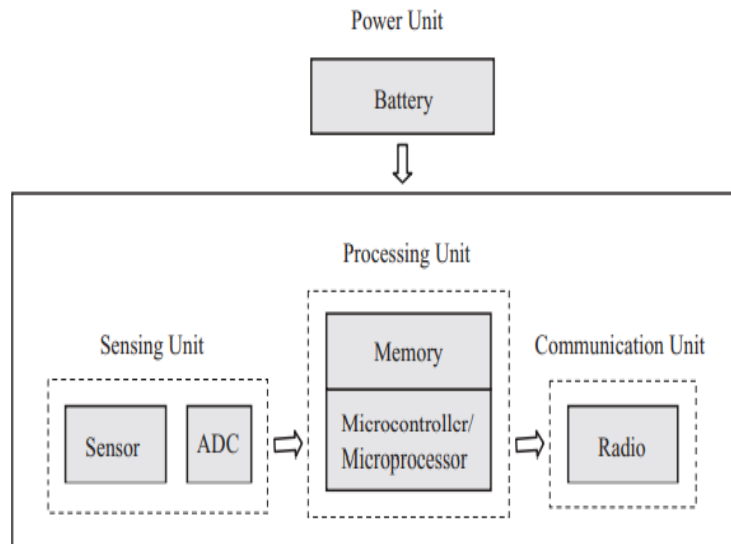 Power Unit
Battery
Processing Unit
Sensing Unit
Communication Unit
Memory
Sensor
ADC
Microcontroller/
Microprocessor
Radio